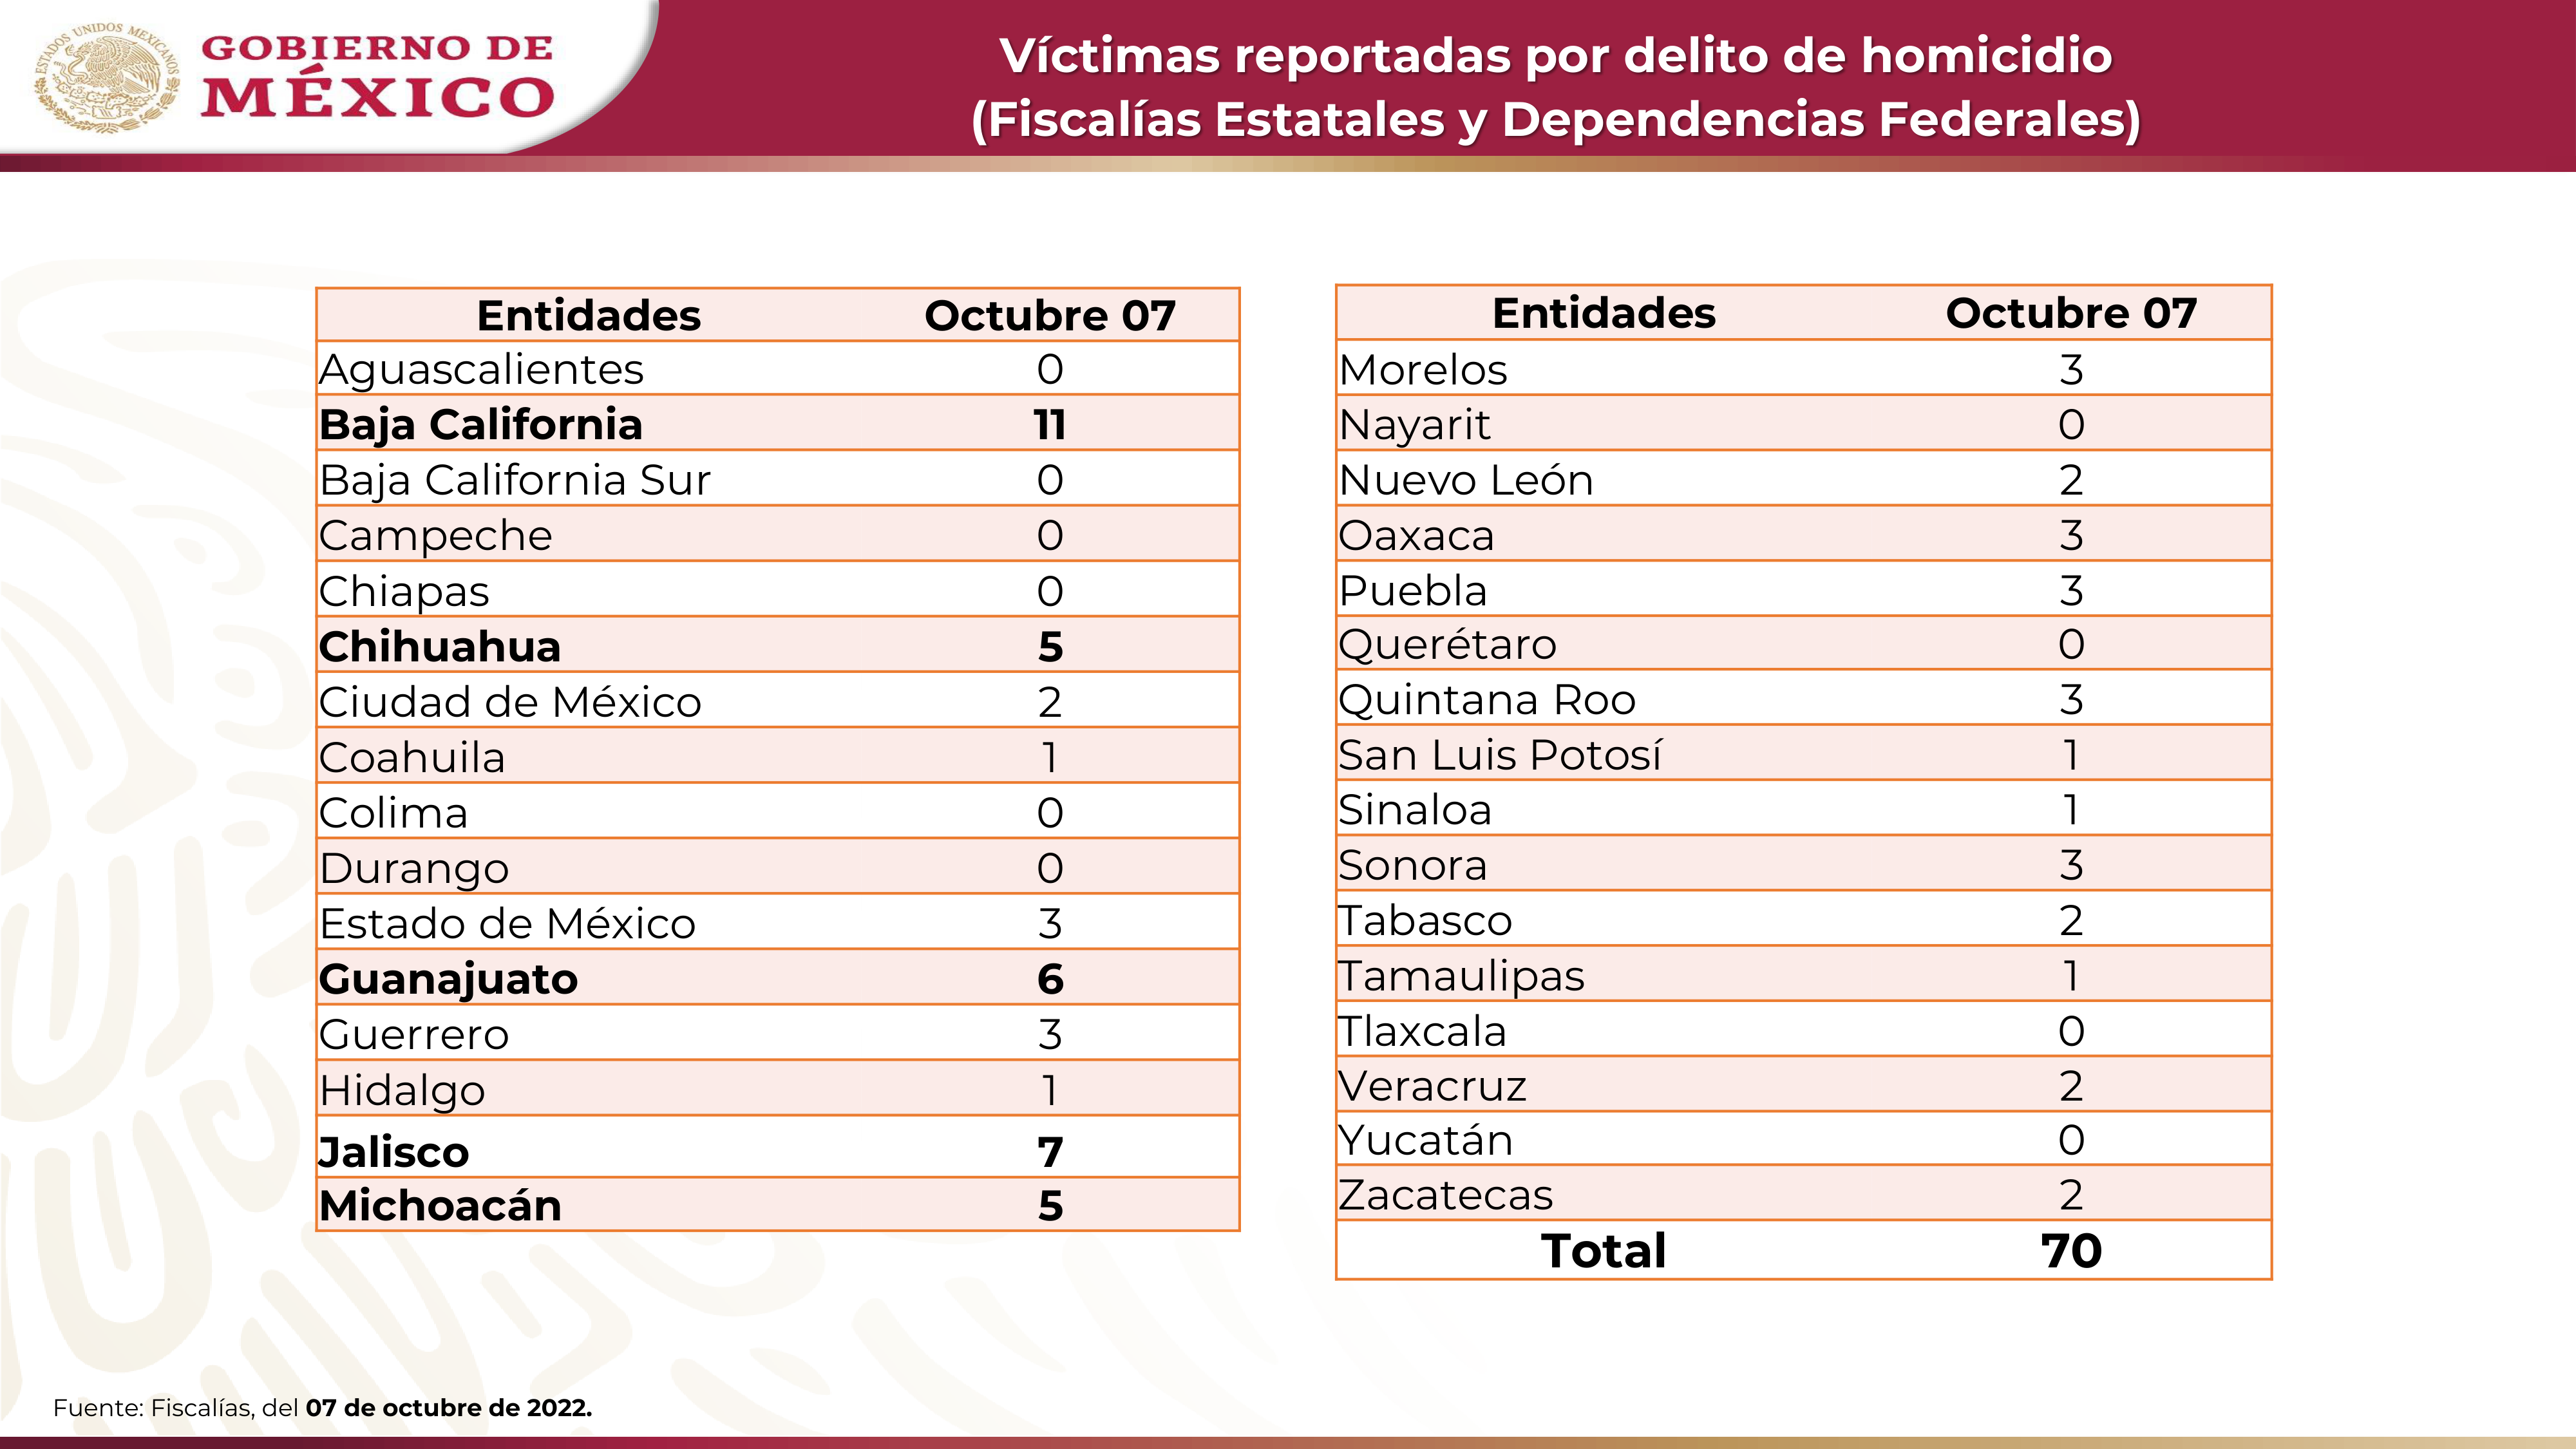 ESTADOS UNIDOS MEXICANOS
GOBIERNO DE
MÉXICO
Víctimas reportadas por delito de homicidio
(Fiscalías Estatales y Dependencias Federales)
Entidades Octubre 07
Aguascalientes 0
Baja California 11
Baja California Sur 0
Campeche 0
Chiapas 0
Chihuahua 5
Ciudad de México 2
Coahuila 1
Colima 0
Durango 0
Estado de México 3
Guanajuato 6
Guerrero 3
Hidalgo 1
Jalisco 7
Michoacán 5
Entidades Octubre 07
Morelos 3
Nayarit 0
Nuevo León 2
Oaxaca 3
Puebla 3
Querétaro 0
Quintana Roo 3
San Luis Potosí 1
Sinaloa 1
Sonora 3
Tabasco 2
Tamaulipas 1
Tlaxcala 0
Veracruz 2
Yucatán 0
Zacatecas 2
Total 70
Fuente: Fiscalías, del 07 de octubre de 2022.